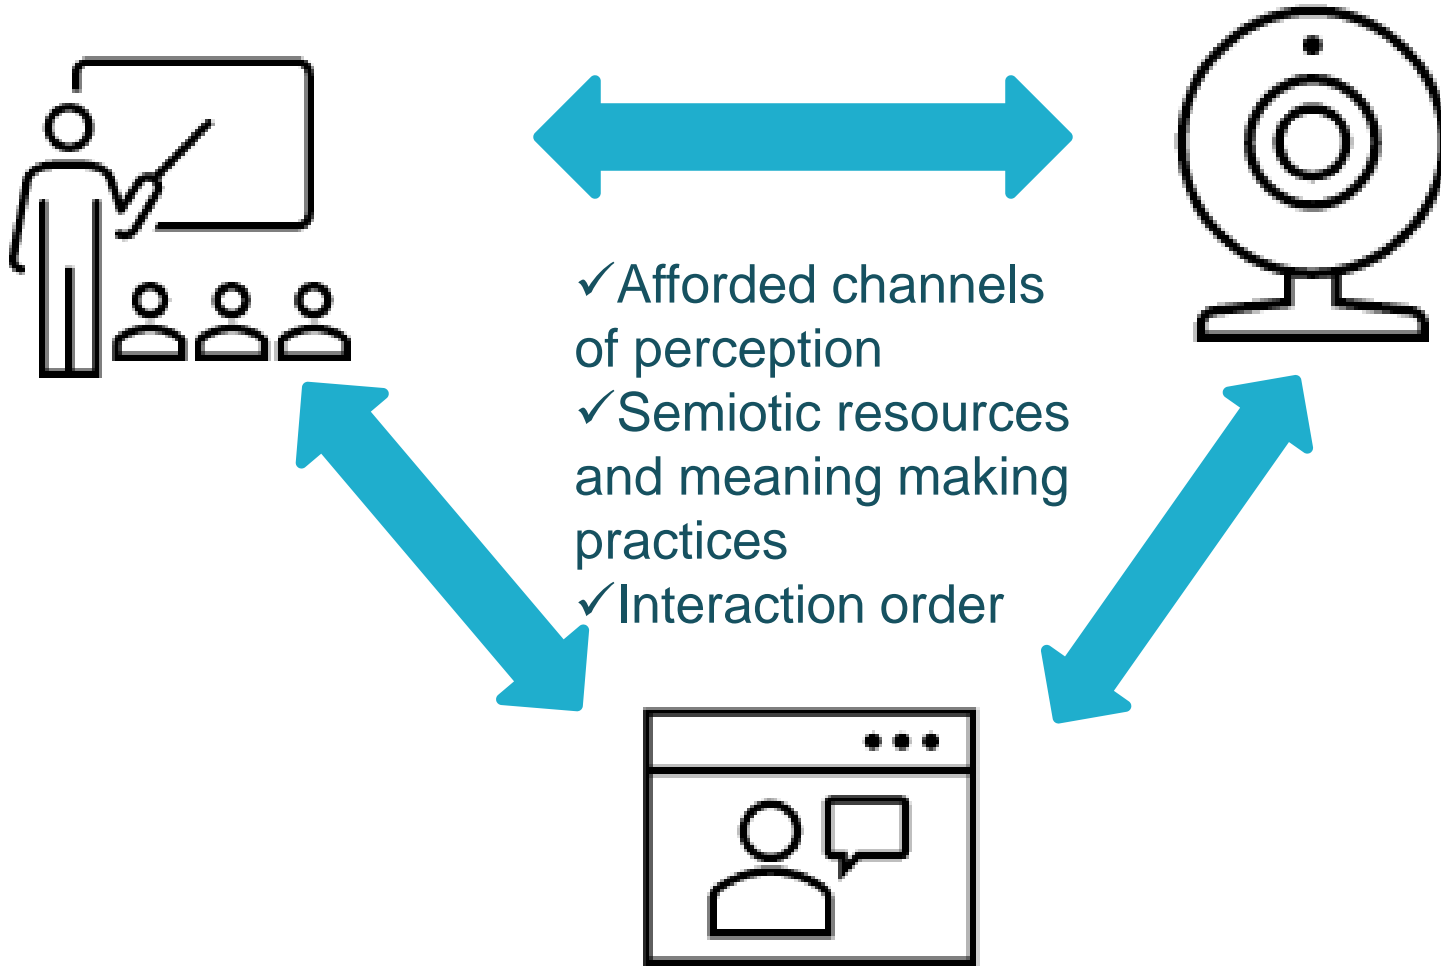 ✓Afforded channels
of perception
✓Semiotic resources
and meaning making
practices
✓Interaction order